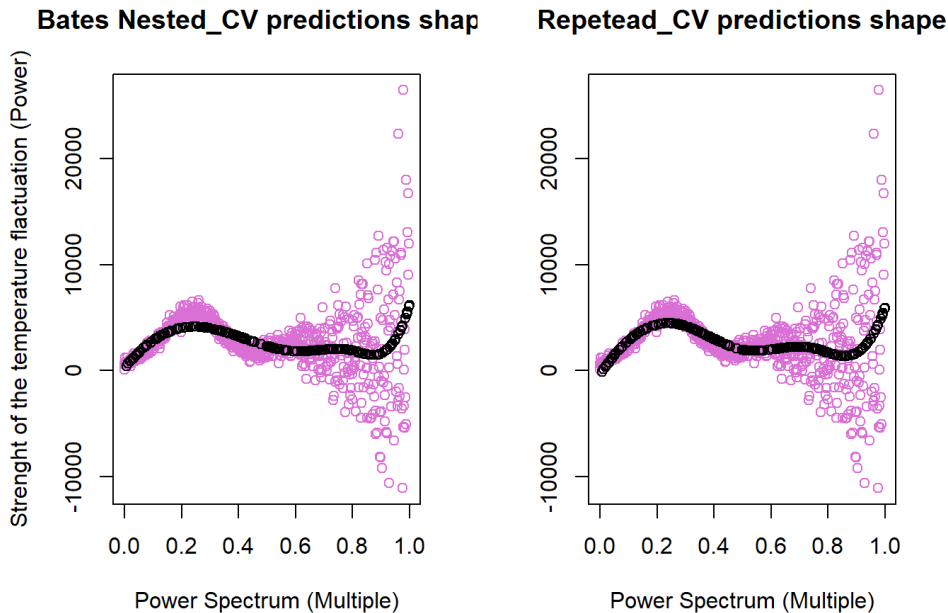 Bates Nested_CV predictions shap
Repetead_CV predictions shape
Strenght of the temperature flactuation (Power)
20000
10000
0
-10000
0.0 0.2 0.4 0.6 0.8 1.0
Power Spectrum (Multiple)
20000
10000
0
-10000
0.0 0.2 0.4 0.6 0.8 1.0
Power Spectrum (Multiple)